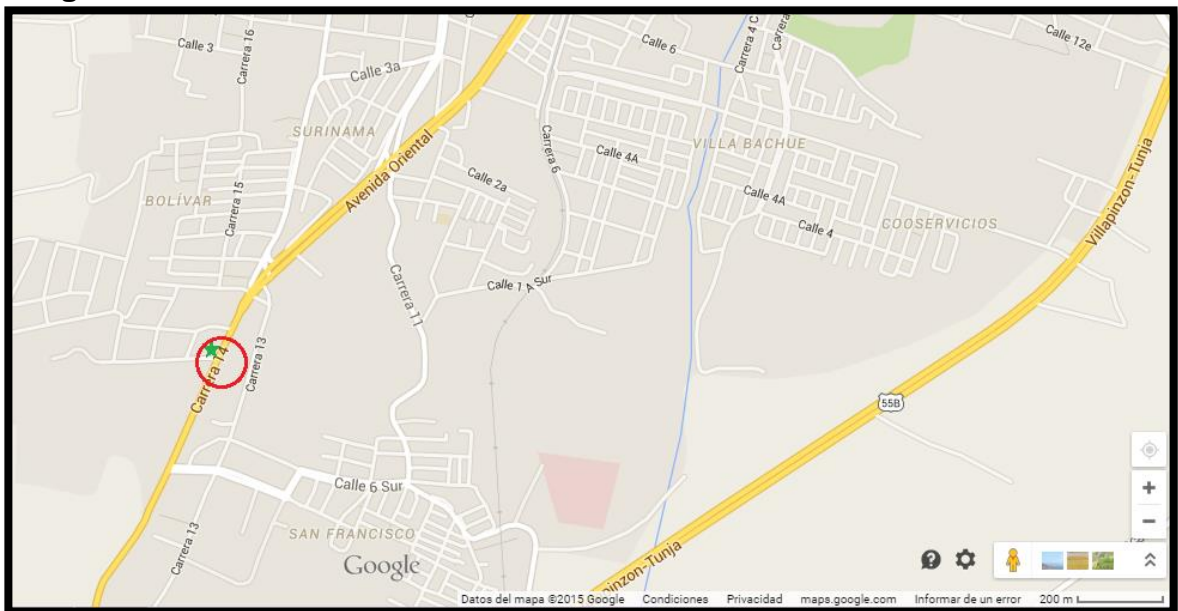 Calle 3
Carrera 16
Calle 3a
Calle 6
Carrera 4 C
Carrera
Calle 12e
SURINAMA
Avenida Oriental
Carrera 6
Calle 4A
VILLA BACHUE
Villapinzon-Tunja
BOLÍVAR
Carrera 15
Calle 2a
Calle 4A
Calle 4
COOSERVICIOS
Carrera 11
Calle 1 A Sur
Carrera 14
Carrera 13
55B
Calle 6 Sur
SAN FRANCISCO
Carrera 13
Google
pinzon-Tunja
Datos del mapa ©2015 Google Condiciones Privacidad maps.google.com Informar de un error 200 m